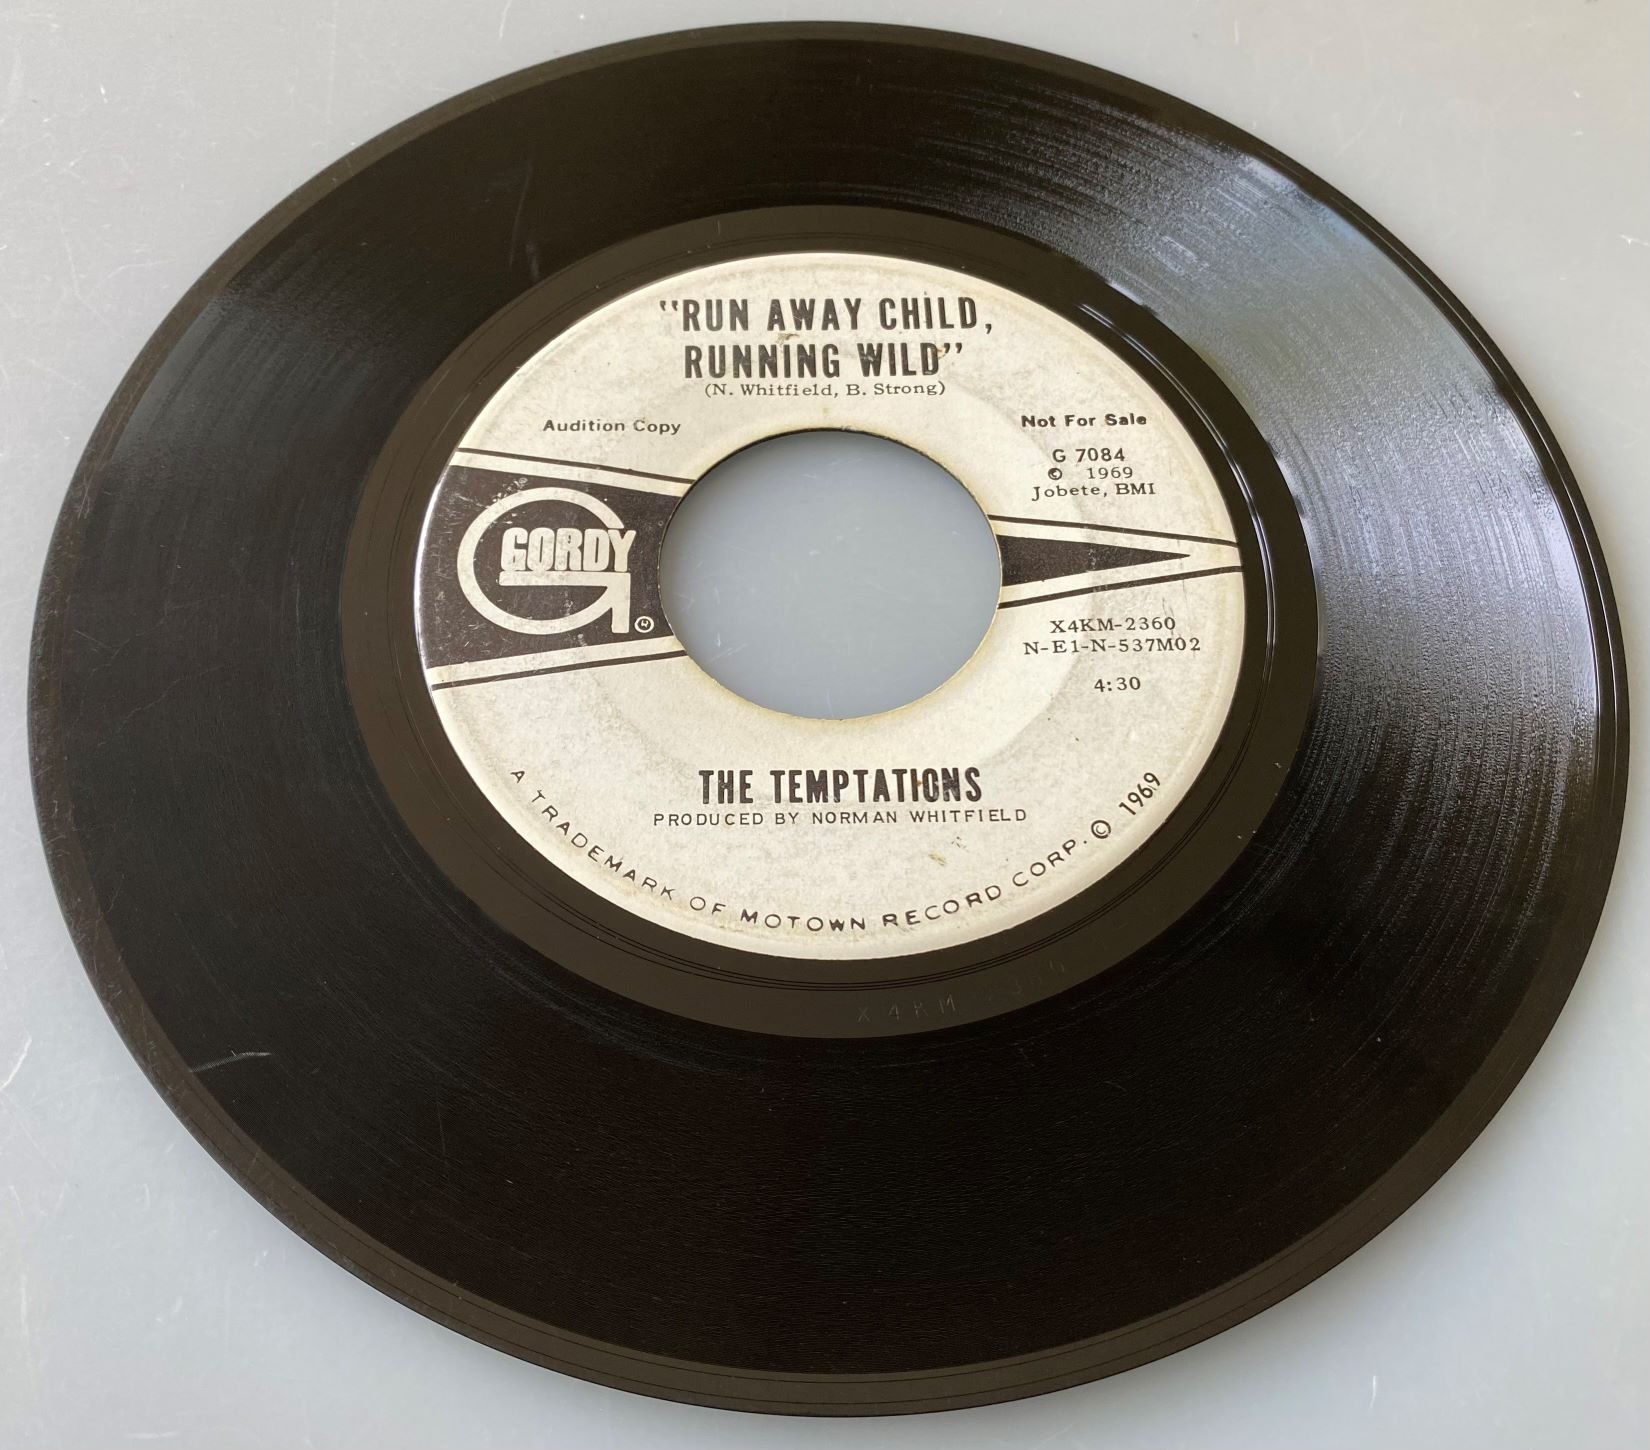 "RUN AWAY CHILD,
RUNNING WILD"
(N. Whitfield, B. Strong)
Audition Copy
Not For Sale
G 7084
© 1969
Jobete, BMI
GORDY
®
X4KM-2360
N-E1-N-537M02
4:30
THE TEMPTATIONS
PRODUCED BY NORMAN WHITFIELD
A TRADEMARK OF MOTOWN RECORD CORP. © 1969
X4KM